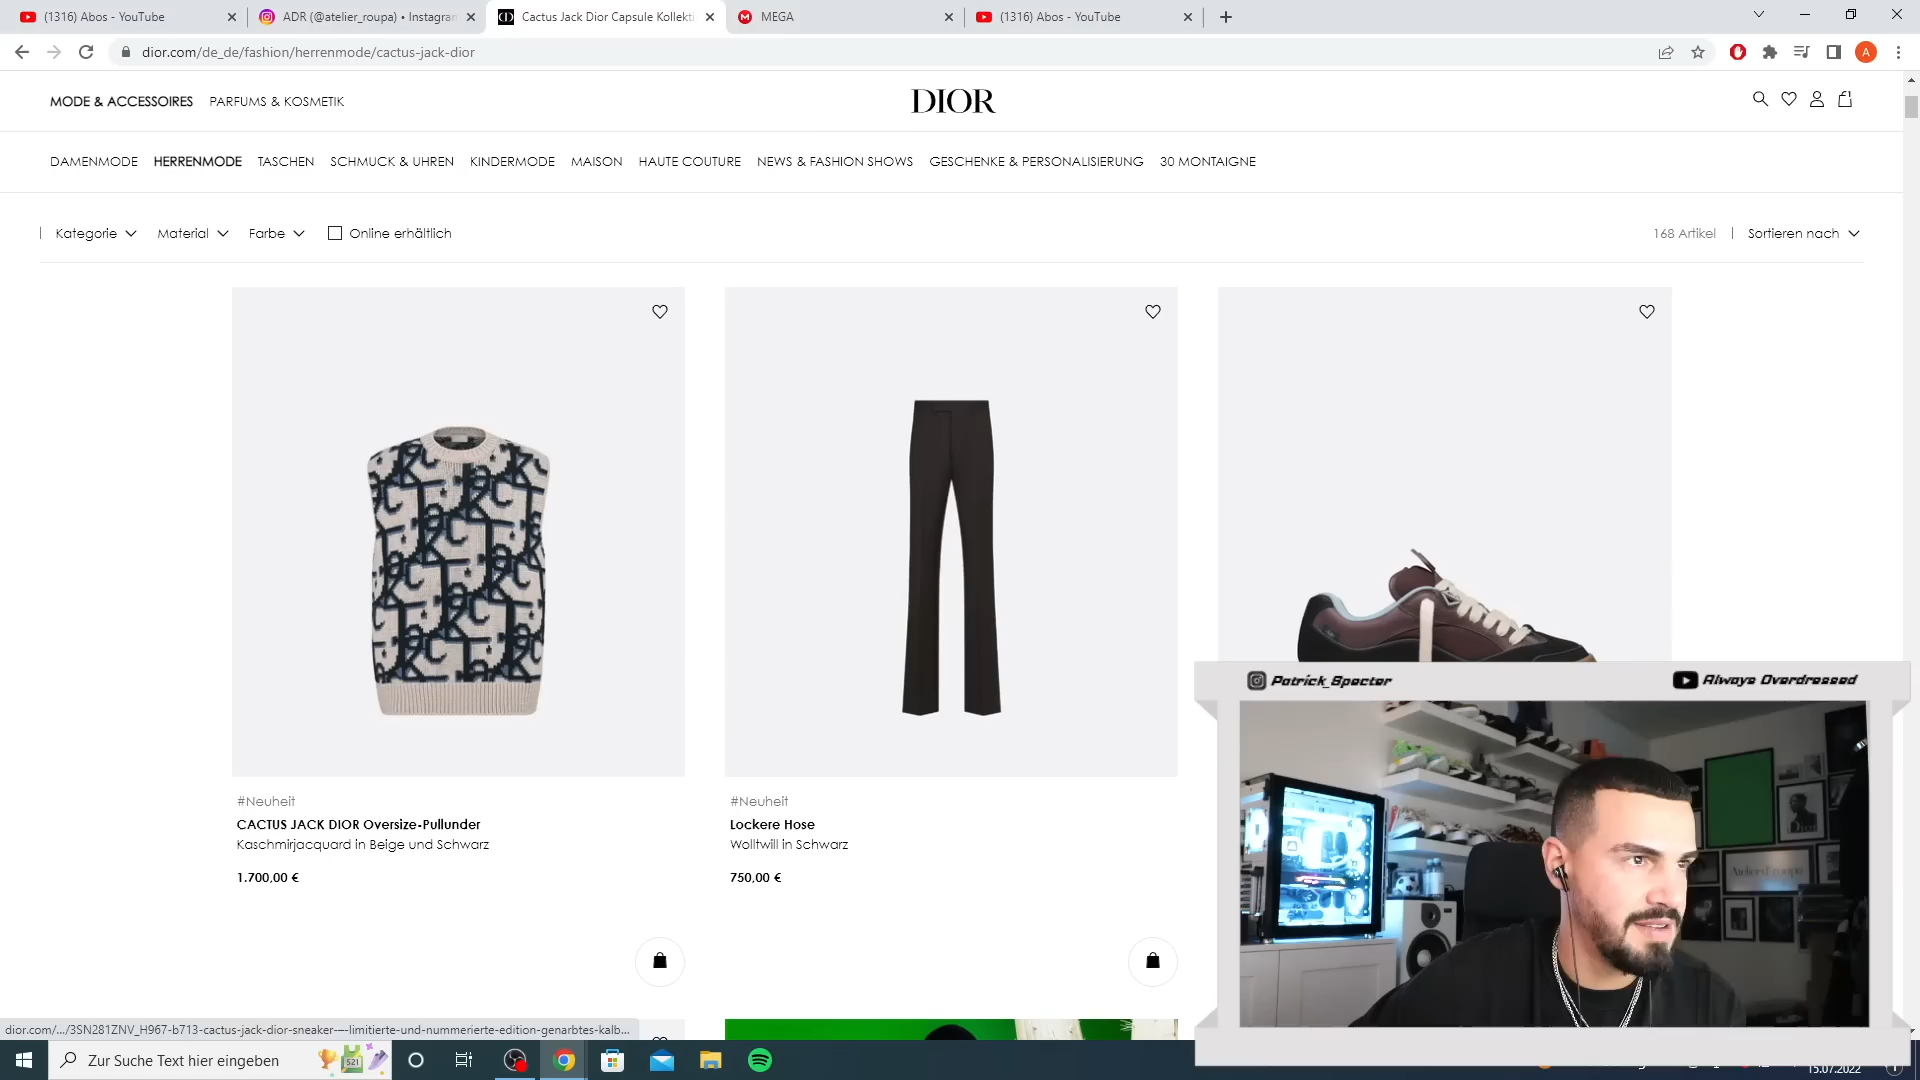 (1316) Abos - YouTube
ADR (@atelier_roupa) • Instagran
Cactus Jack Dior Capsule Kollekti
MEGA
(1316) Abos - YouTube
dior.com/de_de/fashion/herrenmode/cactus-jack-dior
A
MODE & ACCESSOIRES PARFUMS & KOSMETIK
DIOR
DAMENMODE HERRENMODE TASCHEN SCHMUCK & UHREN KINDERMODE MAISON HAUTE COUTURE NEWS & FASHION SHOWS GESCHENKE & PERSONALISIERUNG 30 MONTAIGNE
Kategorie Material Farbe Online erhältlich
168 Artikel | Sortieren nach
#Neuheit
CACTUS JACK DIOR Oversize-Pullunder
Kaschmirjacquard in Beige und Schwarz
1.700,00 €
#Neuheit
Lockere Hose
Wolltwill in Schwarz
750,00 €
Patrick_Specter
Always Overdressed
dior.com/.../3SN281ZNV_H967-b713-cactus-jack-dior-sneaker-–-limitierte-und-nummerierte-edition-genarbtes-kalb...
Zur Suche Text hier eingeben
15.07.2022